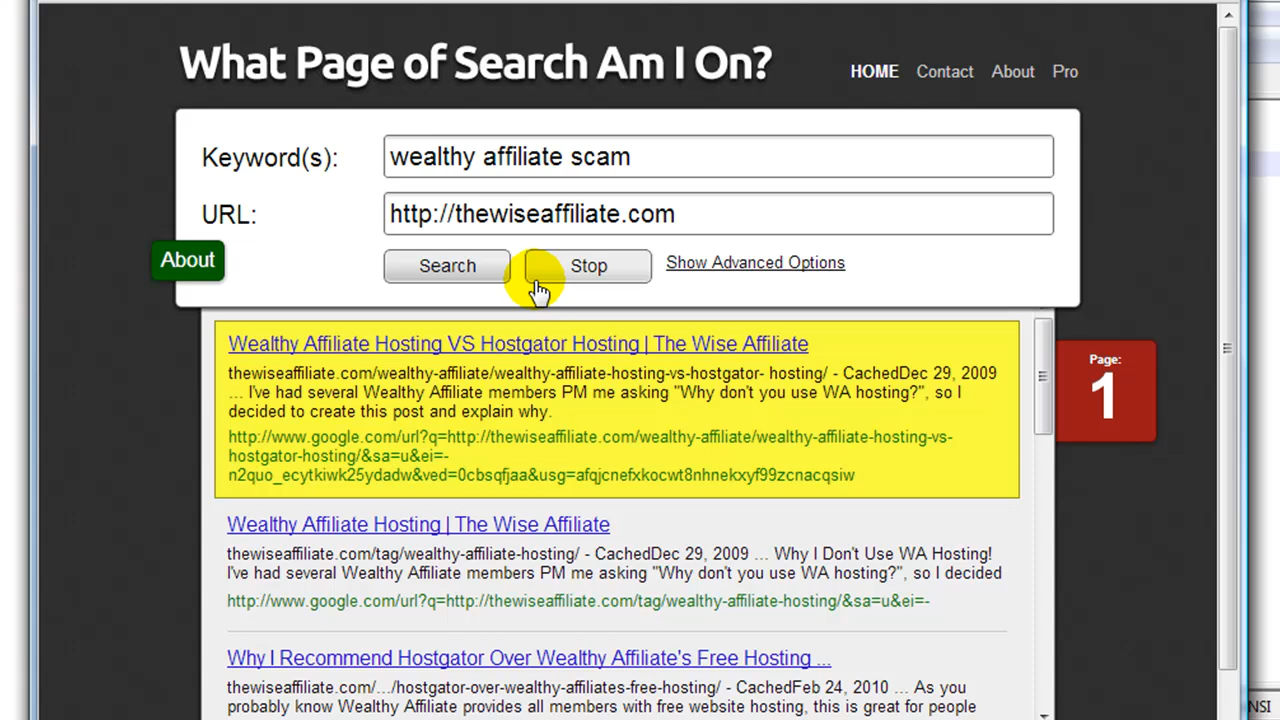 What Page of Search Am I On?
HOME Contact About Pro
Keyword(s): wealthy affiliate scam
URL: http://thewiseaffiliate.com
About
Search Stop Show Advanced Options
Wealthy Affiliate Hosting VS Hostgator Hosting | The Wise Affiliate
thewiseaffiliate.com/wealthy-affiliate/wealthy-affiliate-hosting-vs-hostgator- hosting/ - CachedDec 29, 2009
... I've had several Wealthy Affiliate members PM me asking "Why don't you use WA hosting?", so I
decided to create this post and explain why.
http://www.google.com/url?q=http://thewiseaffiliate.com/wealthy-affiliate/wealthy-affiliate-hosting-vs-
hostgator-hosting/&sa=u&ei=-
n2quo_ecytkiwk25ydadw&ved=0cbsqfjaa&usg=afqjcnefxkocwt8nhnekxyf99zcnacqsiw
Page:
1
Wealthy Affiliate Hosting | The Wise Affiliate
thewiseaffiliate.com/tag/wealthy-affiliate-hosting/ - CachedDec 29, 2009 ... Why I Don't Use WA Hosting!
I've had several Wealthy Affiliate members PM me asking "Why don't you use WA hosting?", so I decided
http://www.google.com/url?q=http://thewiseaffiliate.com/tag/wealthy-affiliate-hosting/&sa=u&ei=-
Why I Recommend Hostgator Over Wealthy Affiliate's Free Hosting ...
thewiseaffiliate.com/.../hostgator-over-wealthy-affiliates-free-hosting/ - CachedFeb 24, 2010 ... As you
probably know Wealthy Affiliate provides all members with free website hosting, this is great for people
NSI